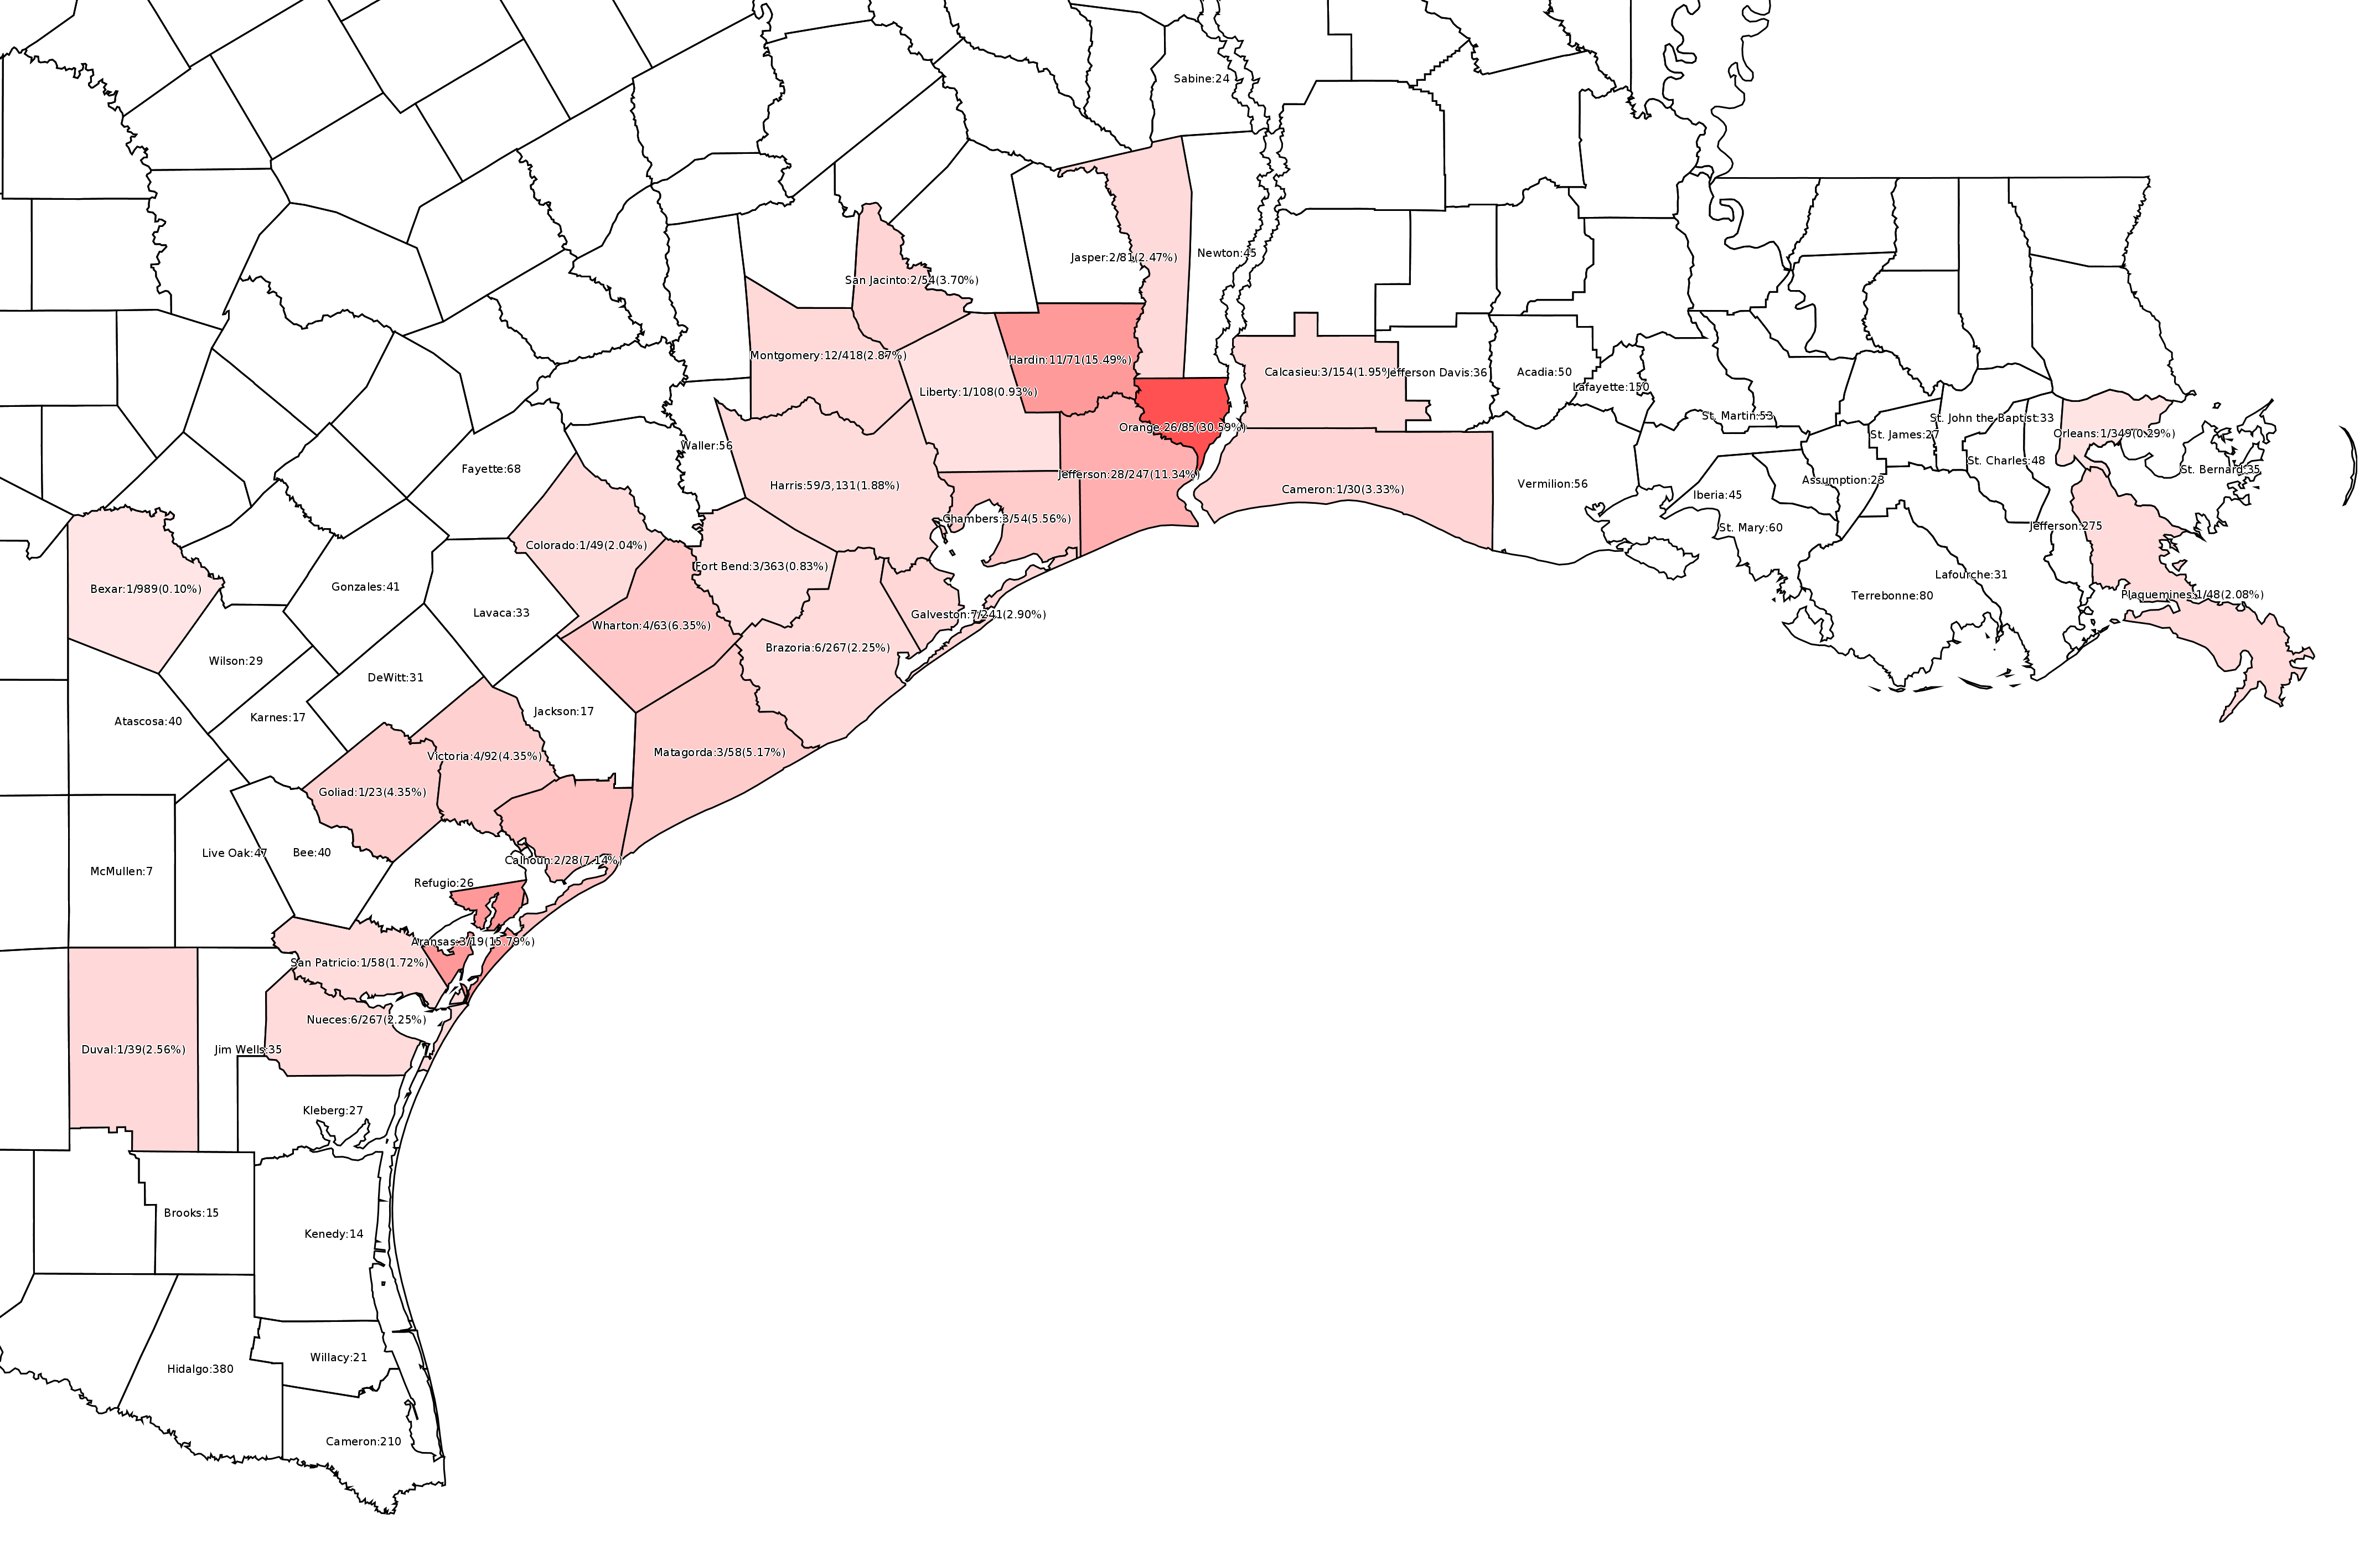 Sabine:24
Newton:45
Jasper:2/81(2.47%)
San Jacinto:2/54(3.70%)
Montgomery:12/418(2.87%)
Hardin:11/71(15.49%)
Calcasieu:3/154(1.95%
Jefferson Davis:36
Acadia:50
Lafayette:150
Liberty:1/108(0.93%)
St. Martin:53
St. John the Baptist:33
Orange:26/85(30.59%)
St. James:27
Orleans:1/349(0.29%)
Waller:56
Fayette:68
St. Charles:48
St. Bernard:35
Jefferson:28/247(11.34%)
Assumption:23
Harris:59/3,131(1.88%)
Cameron:1/30(3.33%)
Vermilion:56
Iberia:45
Chambers:3/54(5.56%)
St. Mary:60
Jefferson:275
Colorado:1/49(2.04%)
Fort Bend:3/363(0.83%)
Lafourche:31
Bexar:1/989(0.10%)
Gonzales:41
Terrebonne:80
Plaquemines:1/48(2.08%)
Lavaca:33
Galveston:7/241(2.90%)
Wharton:4/63(6.35%)
Brazoria:6/267(2.25%)
Wilson:29
DeWitt:31
Jackson:17
Karnes:17
Atascosa:40
Matagorda:3/58(5.17%)
Victoria:4/92(4.35%)
Goliad:1/23(4.35%)
Live Oak:47
Bee:40
Calhoun:2/28(7.14%)
McMullen:7
Refugio:26
Aransas:3/19(15.79%)
San Patricio:1/58(1.72%)
Nueces:6/267(2.25%)
Duval:1/39(2.56%)
Jim Wells:35
Kleberg:27
Brooks:15
Kenedy:14
Willacy:21
Hidalgo:380
Cameron:210